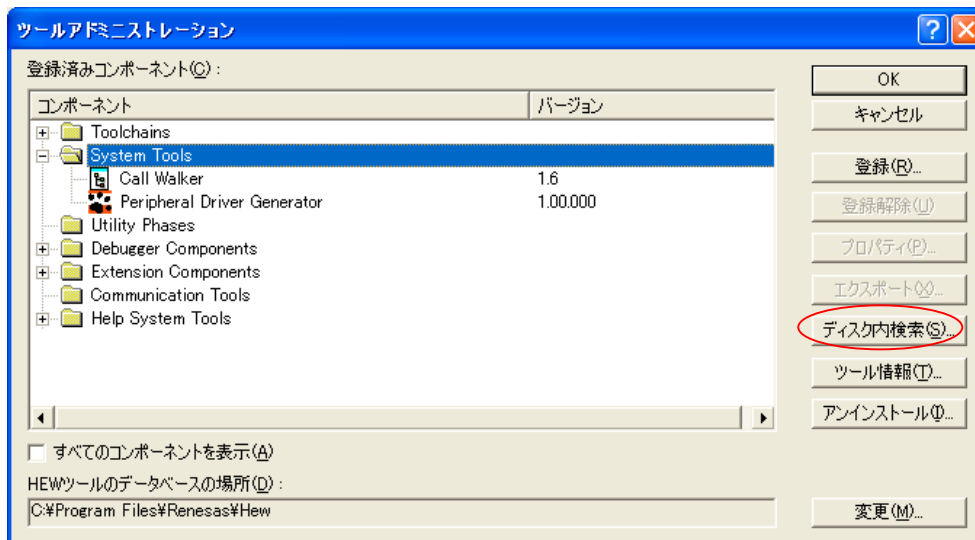 ツールアドミニストレーション
登録済みコンポーネント(C) :
コンポーネント バージョン
Toolchains
System Tools
Call Walker 1.6
Peripheral Driver Generator 1.00.000
Utility Phases
Debugger Components
Extension Components
Communication Tools
Help System Tools
すべてのコンポーネントを表示(A)
HEWツールのデータベースの場所(D) :
C:¥Program Files¥Renesas¥Hew
OK
キャンセル
登録(R)...
登録解除(U)
プロパティ(P)...
エクスポート(X)...
ディスク内検索(S)...
ツール情報(T)...
アンインストール(I)...
変更(M)...